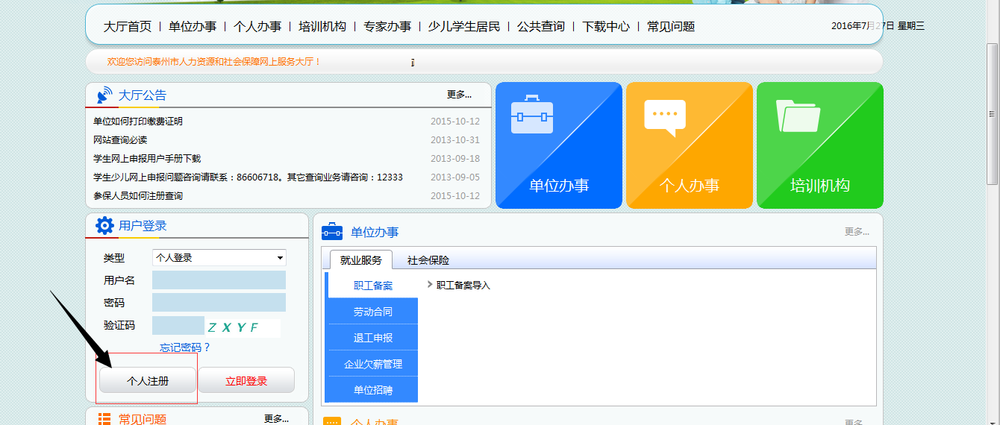 大厅首页 | 单位办事 | 个人办事 | 培训机构 | 专家办事 | 少儿学生居民 | 公共查询 | 下载中心 | 常见问题
2016年7月27日 星期三
欢迎您访问泰州市人力资源和社会保障网上服务大厅！
大厅公告 更多...
单位如何打印缴费证明 2015-10-12
网站查询必读 2013-10-31
学生网上申报用户手册下载 2013-09-18
学生少儿网上申报问题咨询请联系：86606718。其它查询业务请咨询：12333 2013-09-05
参保人员如何注册查询 2015-10-12
单位办事
个人办事
培训机构
用户登录
类型 个人登录
用户名
密码
验证码 Z X Y F
忘记密码？
个人注册 立即登录
常见问题 更多...
单位办事 更多...
就业服务 社会保险
职工备案
劳动合同
退工申报
企业欠薪管理
单位招聘
职工备案导入
个人办事 更多...